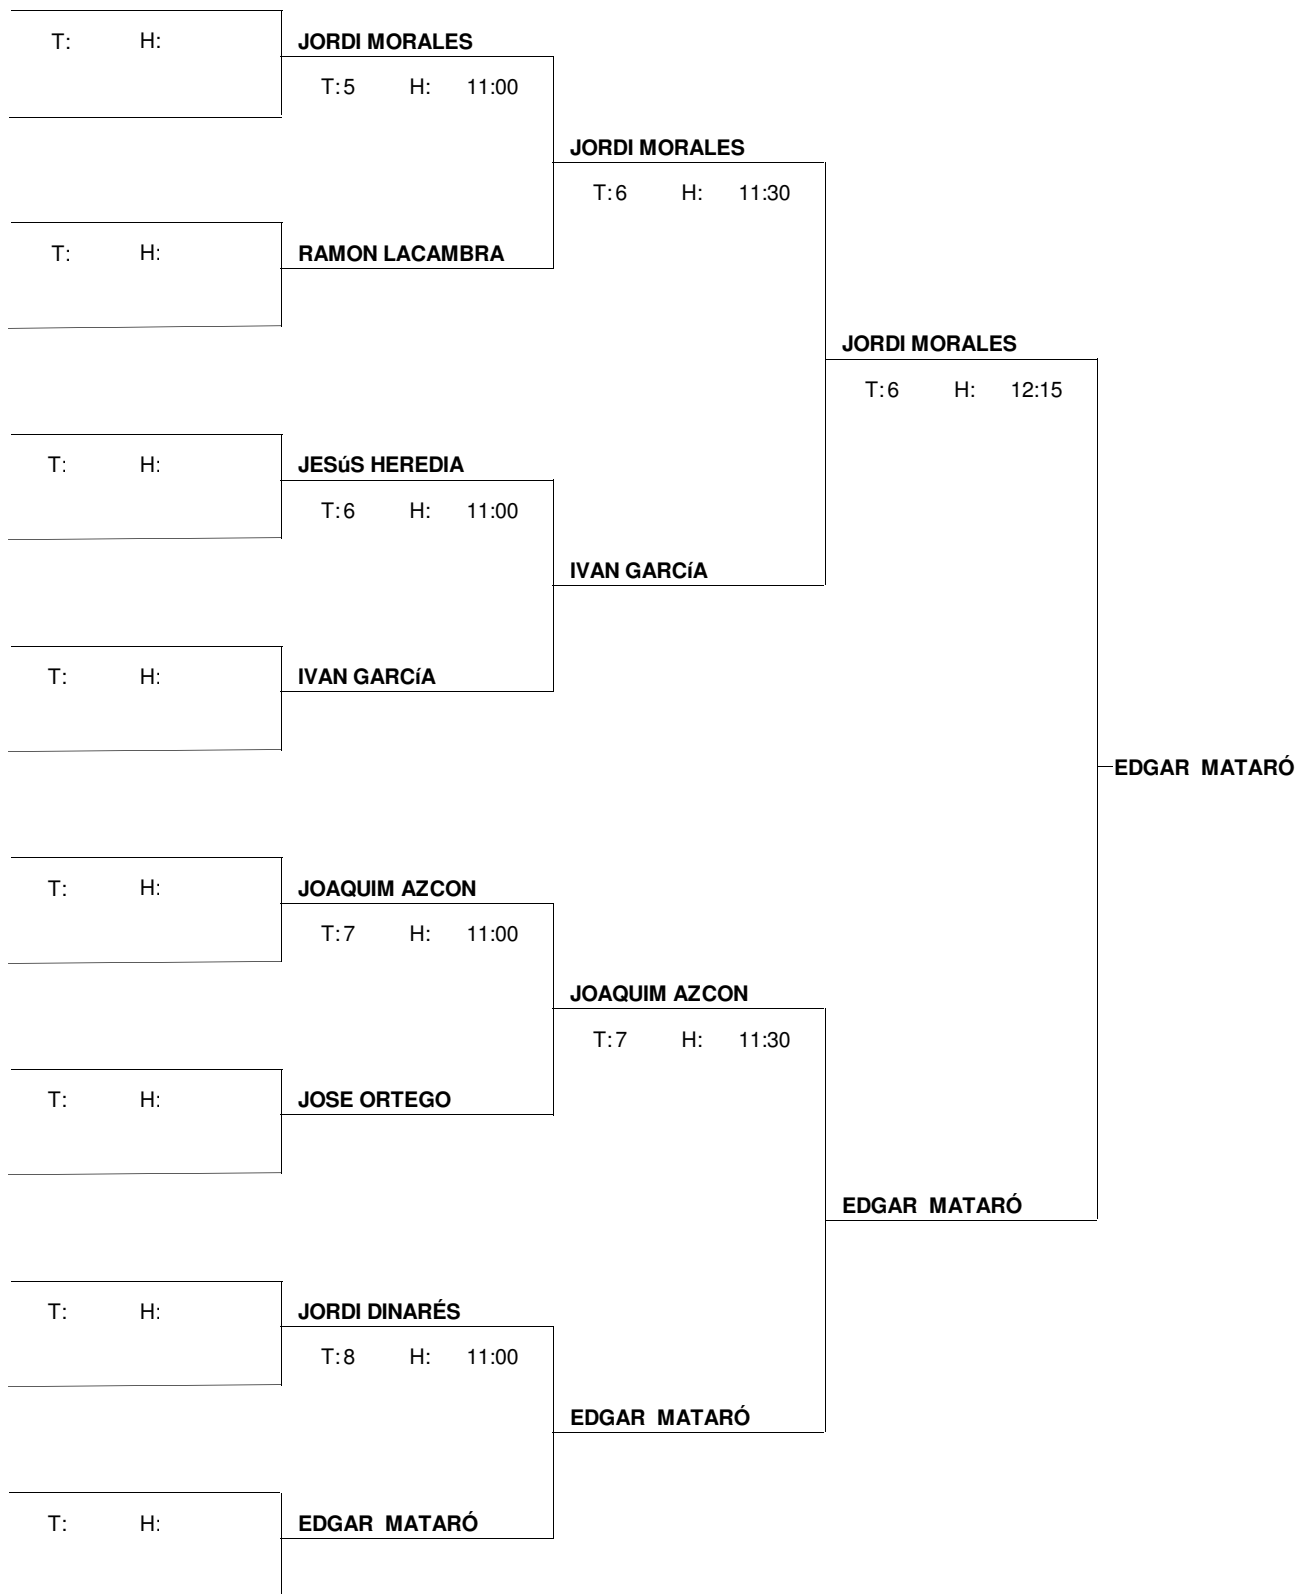 T: H:
JORDI MORALES
T:5 H: 11:00
JORDI MORALES
T:6 H: 11:30
T: H:
RAMON LACAMBRA
JORDI MORALES
T:6 H: 12:15
T: H:
JESúS HEREDIA
T:6 H: 11:00
IVAN GARCíA
T: H:
IVAN GARCíA
EDGAR MATARÓ
T: H:
JOAQUIM AZCON
T:7 H: 11:00
JOAQUIM AZCON
T:7 H: 11:30
T: H:
JOSE ORTEGO
EDGAR MATARÓ
T: H:
JORDI DINARÉS
T:8 H: 11:00
EDGAR MATARÓ
T: H:
EDGAR MATARÓ